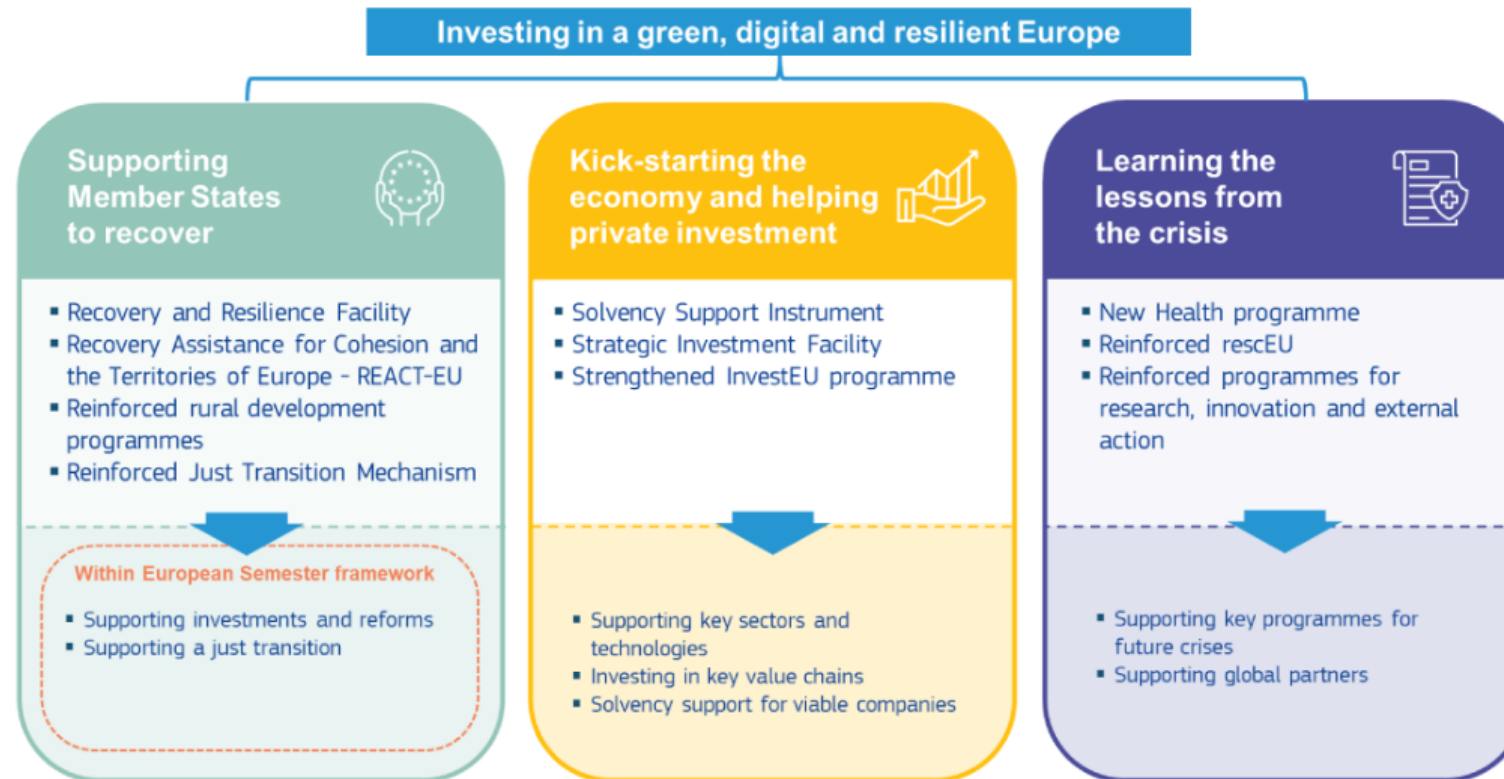 Investing in a green, digital and resilient Europe
Supporting
Member States
to recover
▪ Recovery and Resilience Facility
▪ Recovery Assistance for Cohesion and
the Territories of Europe - REACT-EU
▪ Reinforced rural development
programmes
▪ Reinforced Just Transition Mechanism
Within European Semester framework
▪ Supporting investments and reforms
▪ Supporting a just transition
Kick-starting the
economy and helping
private investment
▪ Solvency Support Instrument
▪ Strategic Investment Facility
▪ Strengthened InvestEU programme
▪ Supporting key sectors and
technologies
▪ Investing in key value chains
▪ Solvency support for viable companies
Learning the
lessons from
the crisis
▪ New Health programme
▪ Reinforced rescEU
▪ Reinforced programmes for
research, innovation and external
action
▪ Supporting key programmes for
future crises
▪ Supporting global partners